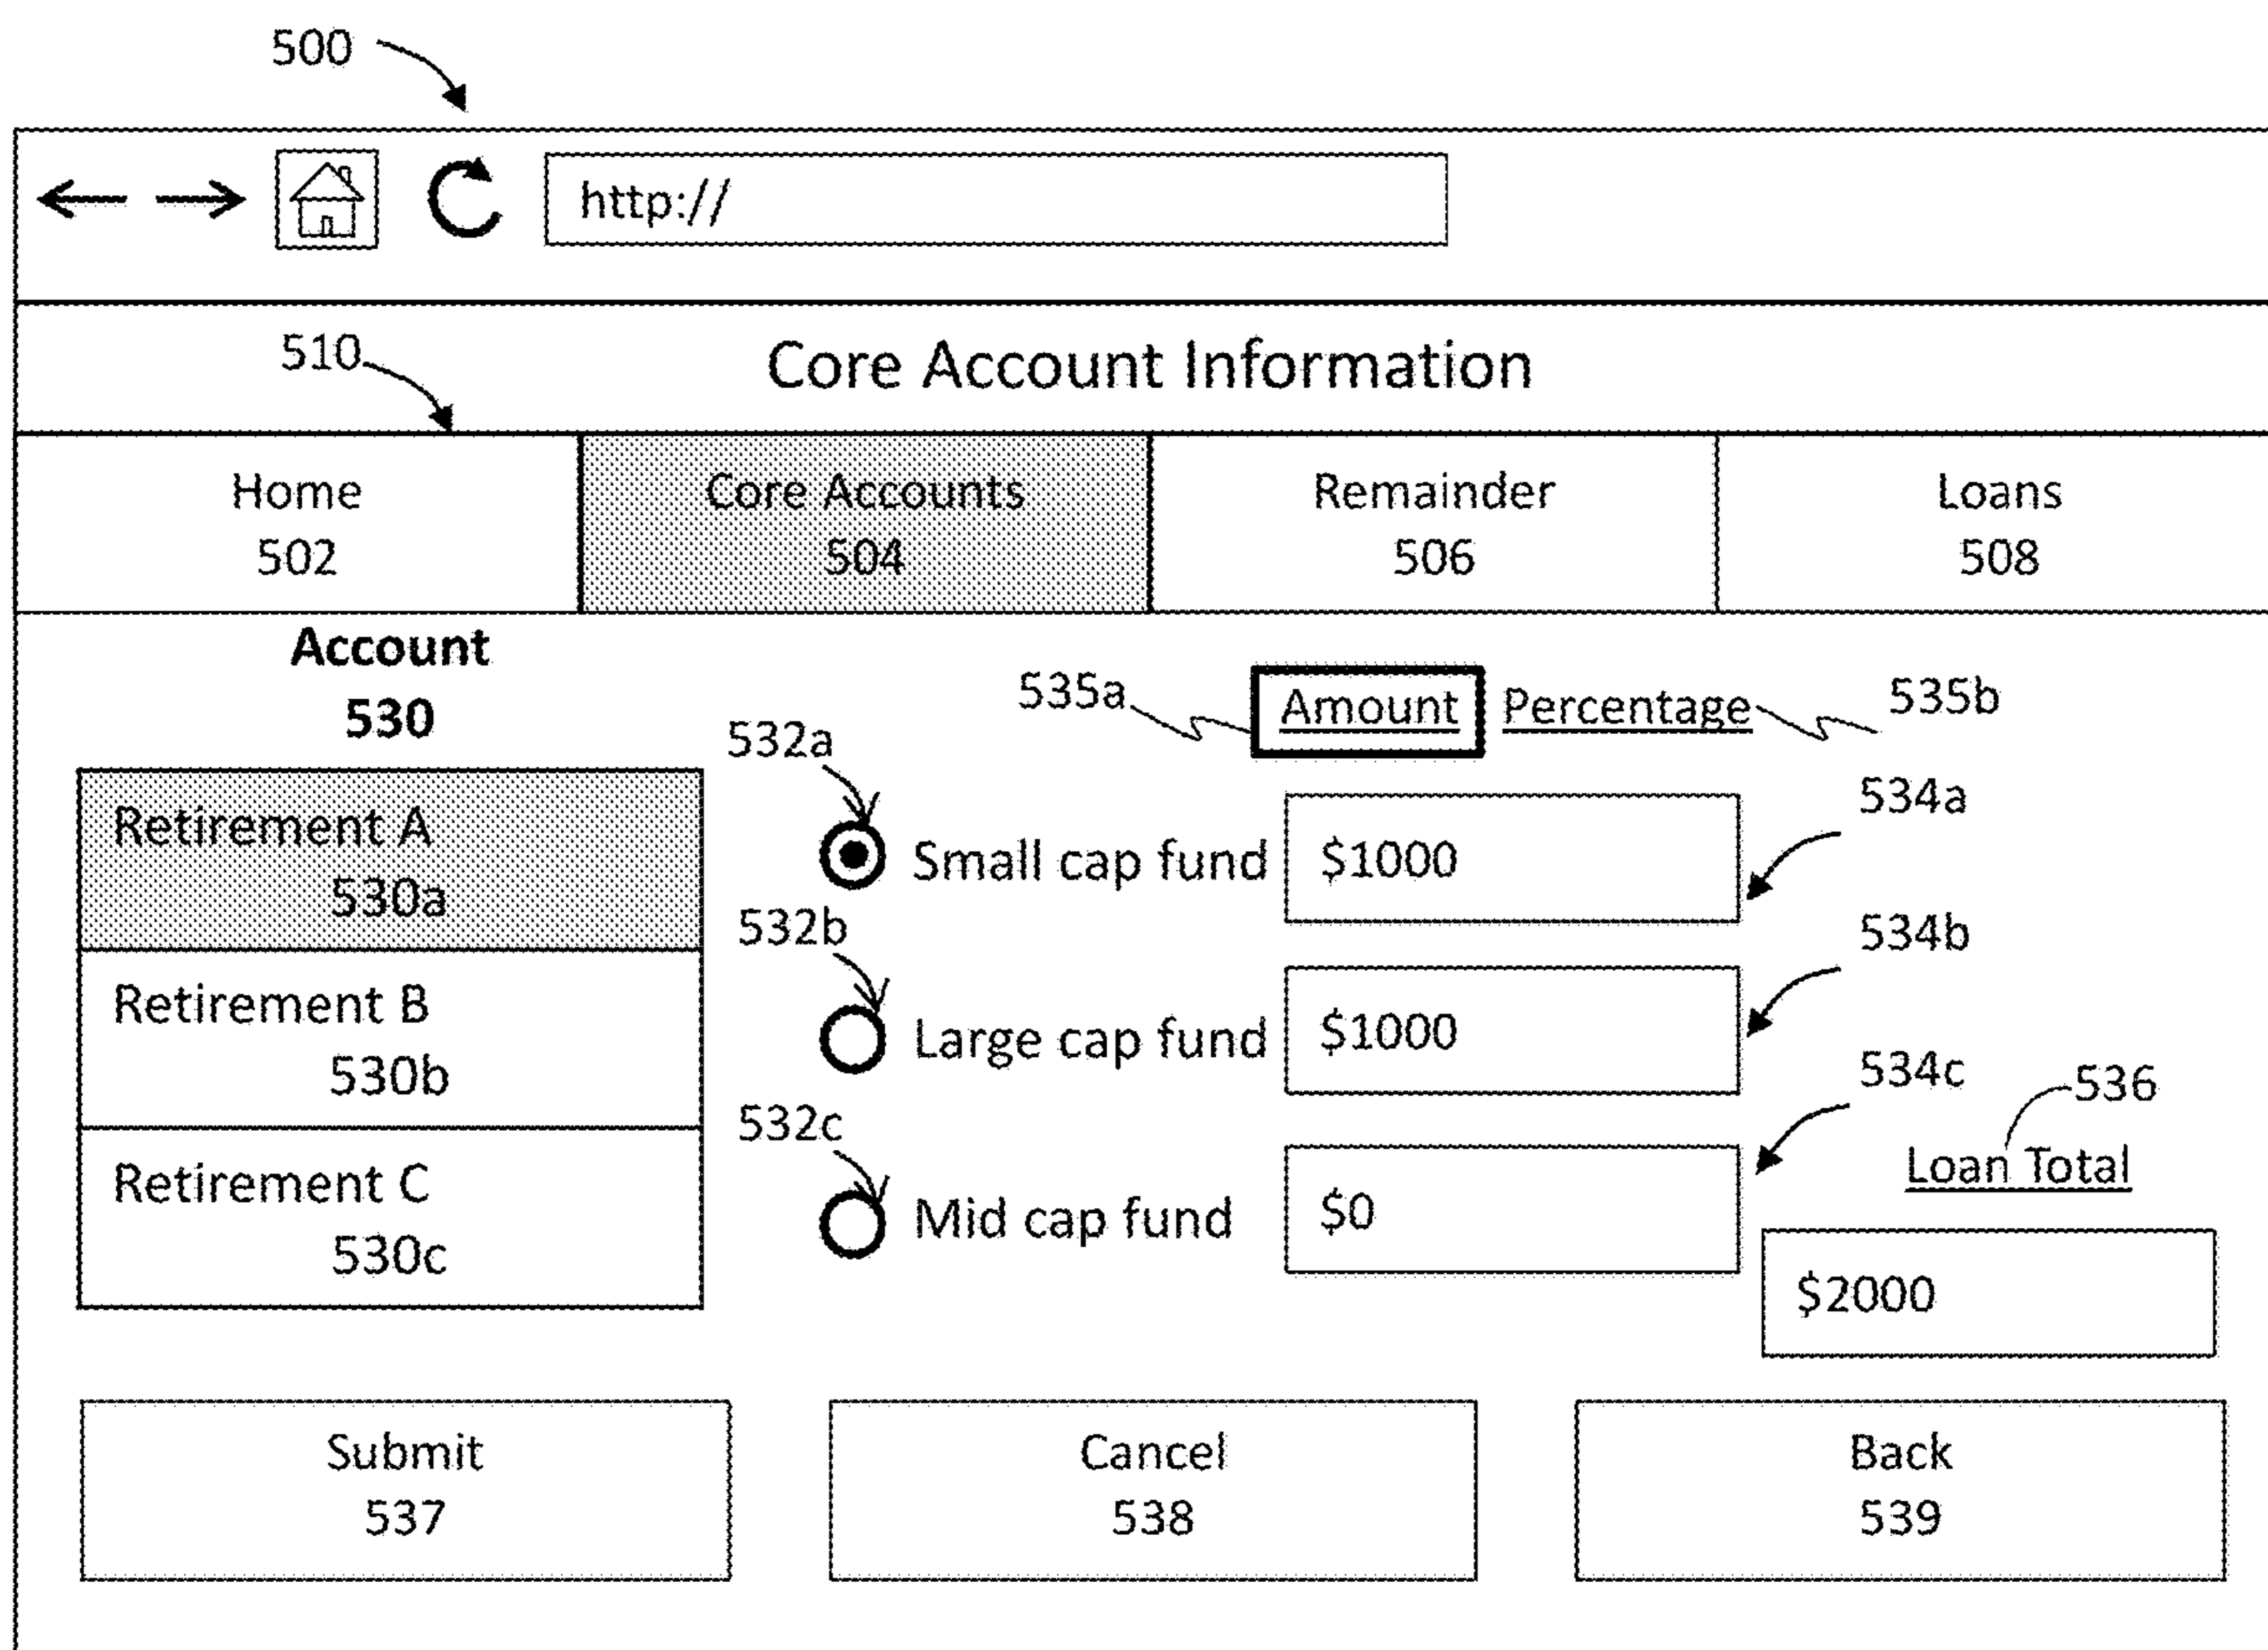 500
http://
510
Core Account Information
Home
502
Core Accounts
504
Remainder
506
Loans
508
Account
530
Retirement A
530a
Retirement B
530b
Retirement C
530c
535a
Amount
Percentage
535b
532a
Small cap fund
$1000
534a
532b
Large cap fund
$1000
534b
532c
Mid cap fund
$0
534c
536
Loan Total
$2000
Submit
537
Cancel
538
Back
539